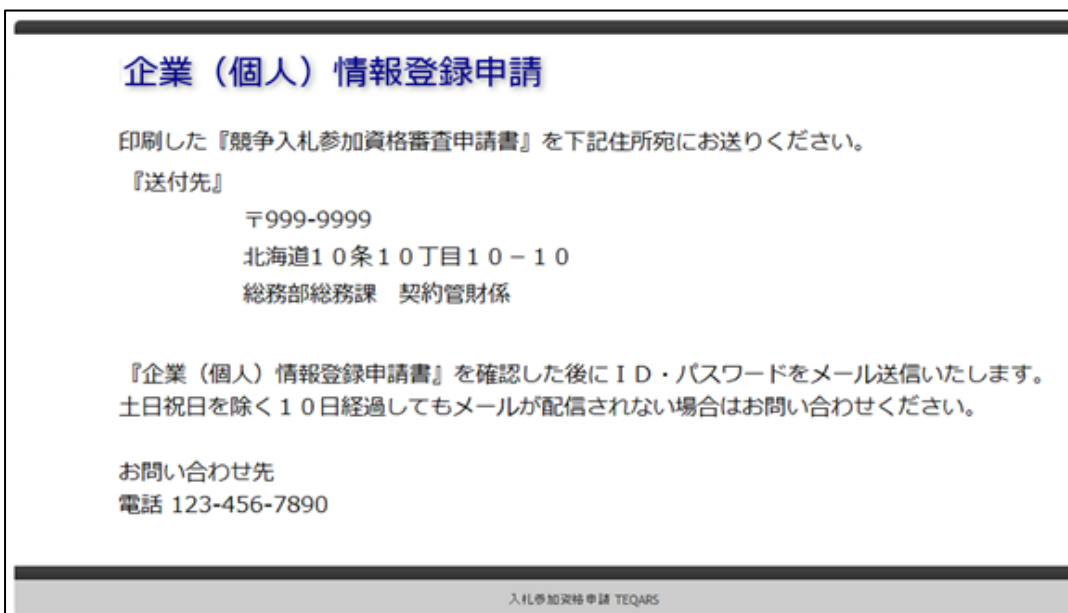 企業（個人）情報登録申請
印刷した『競争入札参加資格審査申請書』を下記住所宛にお送りください。
『送付先』
〒999-9999
北海道１０条１０丁目１０－１０
総務部総務課　契約管財係
『企業（個人）情報登録申請書』を確認した後にＩＤ・パスワードをメール送信いたします。
土日祝日を除く１０日経過してもメールが配信されない場合はお問い合わせください。
お問い合わせ先
電話 123-456-7890
入札参加資格申請 TEQARS